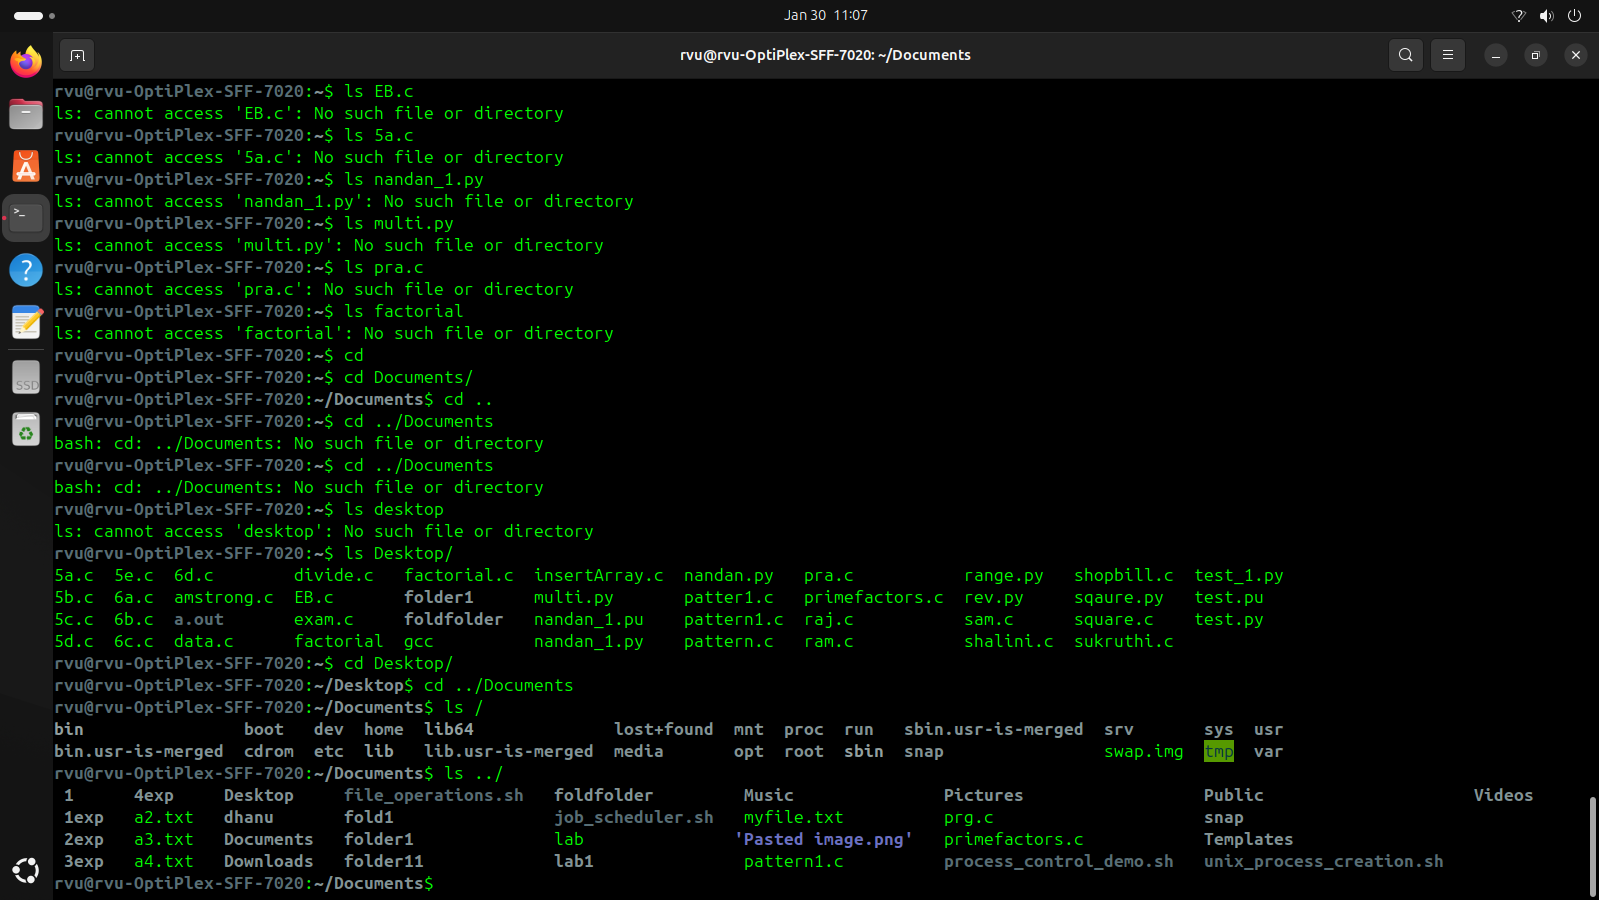 Jan 30 11:07
rvu@rvu-OptiPlex-SFF-7020: ~/Documents
rvu@rvu-OptiPlex-SFF-7020:~$ ls EB.c
ls: cannot access 'EB.c': No such file or directory
rvu@rvu-OptiPlex-SFF-7020:~$ ls 5a.c
ls: cannot access '5a.c': No such file or directory
rvu@rvu-OptiPlex-SFF-7020:~$ ls nandan_1.py
ls: cannot access 'nandan_1.py': No such file or directory
rvu@rvu-OptiPlex-SFF-7020:~$ ls multi.py
ls: cannot access 'multi.py': No such file or directory
rvu@rvu-OptiPlex-SFF-7020:~$ ls pra.c
ls: cannot access 'pra.c': No such file or directory
rvu@rvu-OptiPlex-SFF-7020:~$ ls factorial
ls: cannot access 'factorial': No such file or directory
rvu@rvu-OptiPlex-SFF-7020:~$ cd
rvu@rvu-OptiPlex-SFF-7020:~$ cd Documents/
rvu@rvu-OptiPlex-SFF-7020:~/Documents$ cd ..
rvu@rvu-OptiPlex-SFF-7020:~$ cd ../Documents
bash: cd: ../Documents: No such file or directory
rvu@rvu-OptiPlex-SFF-7020:~$ cd ../Documents
bash: cd: ../Documents: No such file or directory
rvu@rvu-OptiPlex-SFF-7020:~$ ls desktop
ls: cannot access 'desktop': No such file or directory
rvu@rvu-OptiPlex-SFF-7020:~$ ls Desktop/
5a.c 5e.c 6d.c divide.c factorial.c insertArray.c nandan.py pra.c range.py shopbill.c test_1.py
5b.c 6a.c amstrong.c EB.c folder1 multi.py patter1.c primefactors.c rev.py sqaure.py test.pu
5c.c 6b.c a.out exam.c foldfolder nandan_1.pu pattern1.c raj.c sam.c square.c test.py
5d.c 6c.c data.c factorial gcc nandan_1.py pattern.c ram.c shalini.c sukruthi.c
rvu@rvu-OptiPlex-SFF-7020:~$ cd Desktop/
rvu@rvu-OptiPlex-SFF-7020:~/Desktop$ cd ../Documents
rvu@rvu-OptiPlex-SFF-7020:~/Documents$ ls /
bin boot dev home lib64 lost+found mnt proc run sbin.usr-is-merged srv sys usr
bin.usr-is-merged cdrom etc lib lib.usr-is-merged media opt root sbin snap swap.img tmp var
rvu@rvu-OptiPlex-SFF-7020:~/Documents$ ls ../
1 4exp Desktop file_operations.sh foldfolder Music Pictures Public Videos
1exp a2.txt dhanu fold1 job_scheduler.sh myfile.txt prg.c snap
2exp a3.txt Documents folder1 lab 'Pasted image.png' primefactors.c Templates
3exp a4.txt Downloads folder11 lab1 pattern1.c process_control_demo.sh unix_process_creation.sh
rvu@rvu-OptiPlex-SFF-7020:~/Documents$
SSD